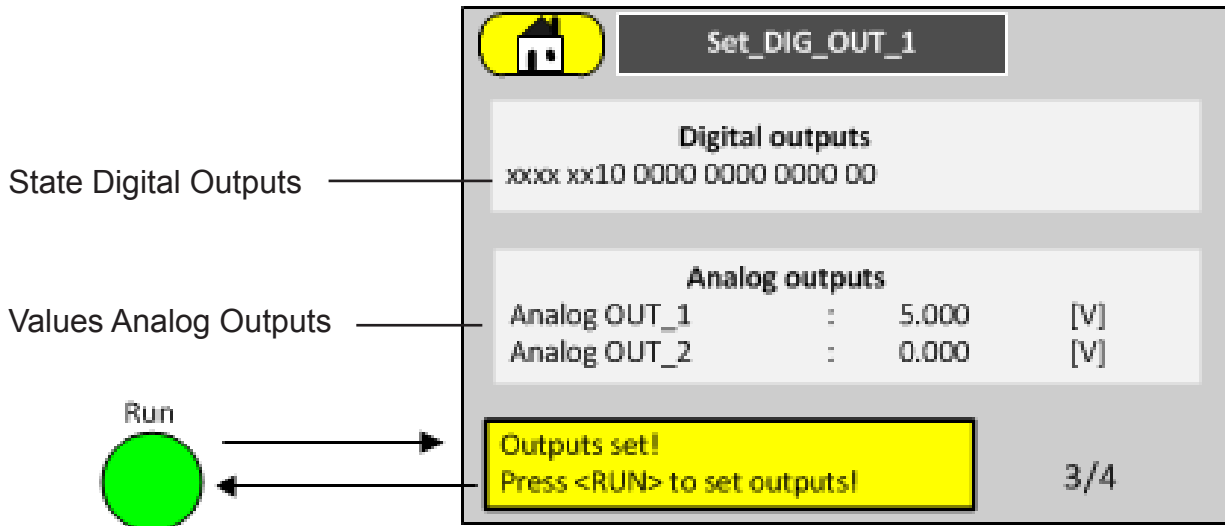 Set_DIG_OUT_1
Digital outputs
State Digital Outputs
xxxx xx10 0000 0000 0000 00
Analog outputs
Values Analog Outputs
Analog OUT_1 : 5.000 [V]
Analog OUT_2 : 0.000 [V]
Run
Outputs set!
Press <RUN> to set outputs!
3/4